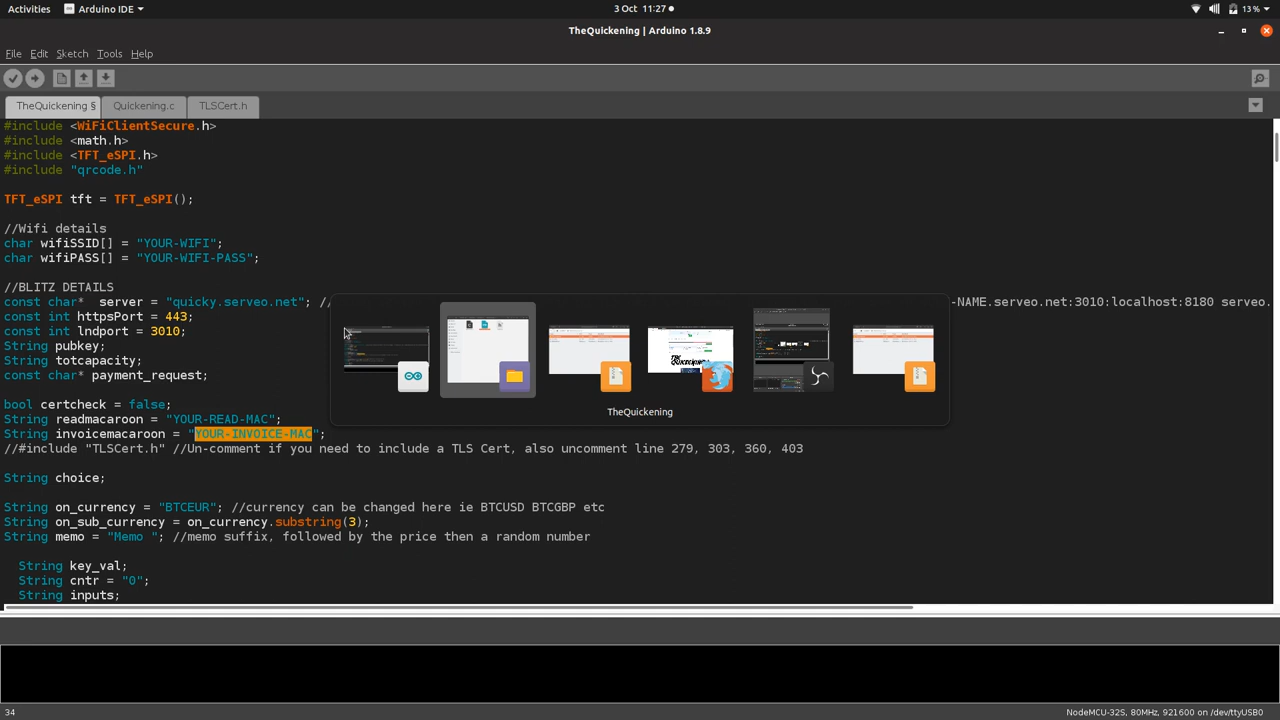 Activities
Arduino IDE
3 Oct 11:27
13 %
TheQuickening | Arduino 1.8.9
File Edit Sketch Tools Help
TheQuickening §
Quickening.c
TLSCert.h
#include <WiFiClientSecure.h>
#include <math.h>
#include <TFT_eSPI.h>
#include "qrcode.h"
TFT_eSPI tft = TFT_eSPI();
//Wifi details
char wifiSSID[] = "YOUR-WIFI";
char wifiPASS[] = "YOUR-WIFI-PASS";
//BLITZ DETAILS
const char*  server = "quicky.serveo.net"; // -NAME.serveo.net:3010:localhost:8180 serveo.
const int httpsPort = 443;
const int lndport = 3010;
String pubkey;
String totcapacity;
const char* payment_request;
bool certcheck = false;
String readmacaroon = "YOUR-READ-MAC";
String invoicemacaroon = "YOUR-INVOICE-MAC";
//#include "TLSCert.h" //Un-comment if you need to include a TLS Cert, also uncomment line 279, 303, 360, 403
String choice;
String on_currency = "BTCEUR"; //currency can be changed here ie BTCUSD BTCGBP etc
String on_sub_currency = on_currency.substring(3);
String memo = "Memo "; //memo suffix, followed by the price then a random number
String key_val;
String cntr = "0";
String inputs;
TheQuickening
34
NodeMCU-32S, 80MHz, 921600 on /dev/ttyUSB0